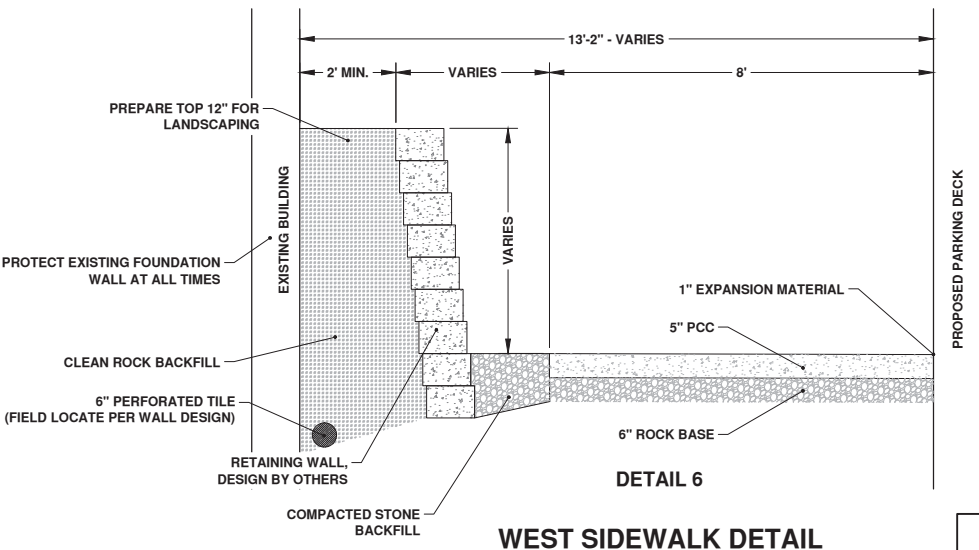 13'-2" - VARIES
2' MIN.
VARIES
8'
PREPARE TOP 12" FOR
LANDSCAPING
EXISTING BUILDING
VARIES
PROPOSED PARKING DECK
PROTECT EXISTING FOUNDATION
WALL AT ALL TIMES
1" EXPANSION MATERIAL
5" PCC
CLEAN ROCK BACKFILL
6" PERFORATED TILE
(FIELD LOCATE PER WALL DESIGN)
6" ROCK BASE
RETAINING WALL,
DESIGN BY OTHERS
DETAIL 6
COMPACTED STONE
BACKFILL
WEST SIDEWALK DETAIL